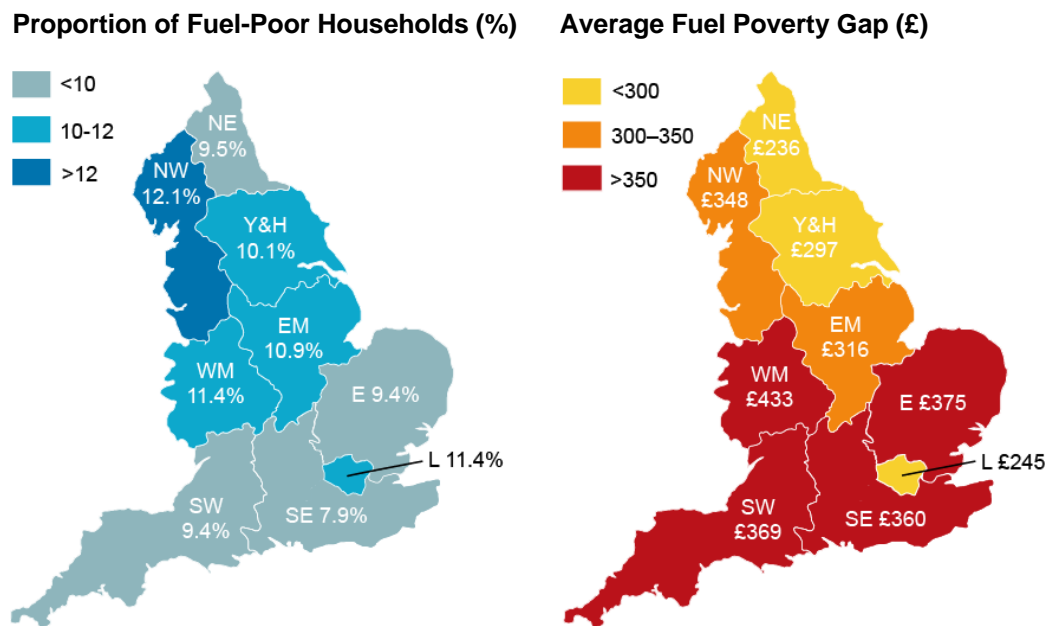 Proportion of Fuel-Poor Households (%)
<10
10-12
>12
NE
9.5%
NW
12.1%
Y&H
10.1%
EM
10.9%
WM
11.4%
E 9.4%
L 11.4%
SW
9.4%
SE 7.9%
Average Fuel Poverty Gap (£)
<300
300–350
>350
NE
£236
NW
£348
Y&H
£297
EM
£316
WM
£433
E £375
L £245
SW
£369
SE £360